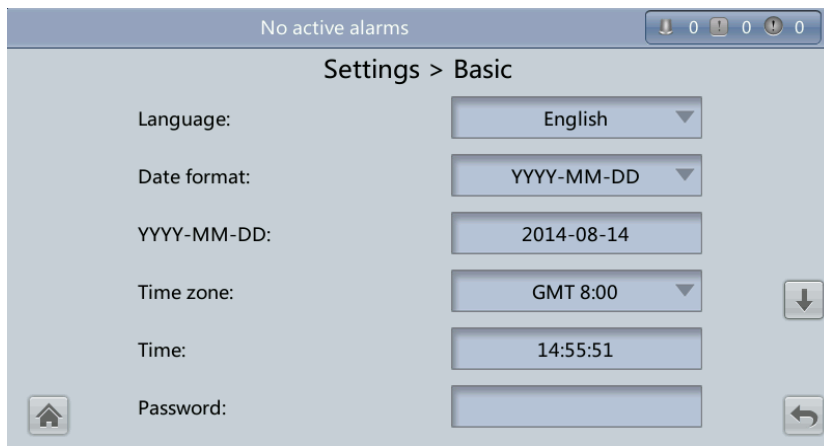 No active alarms 0 0 0
Settings > Basic
Language: English
Date format: YYYY-MM-DD
YYYY-MM-DD: 2014-08-14
Time zone: GMT 8:00
Time: 14:55:51
Password: